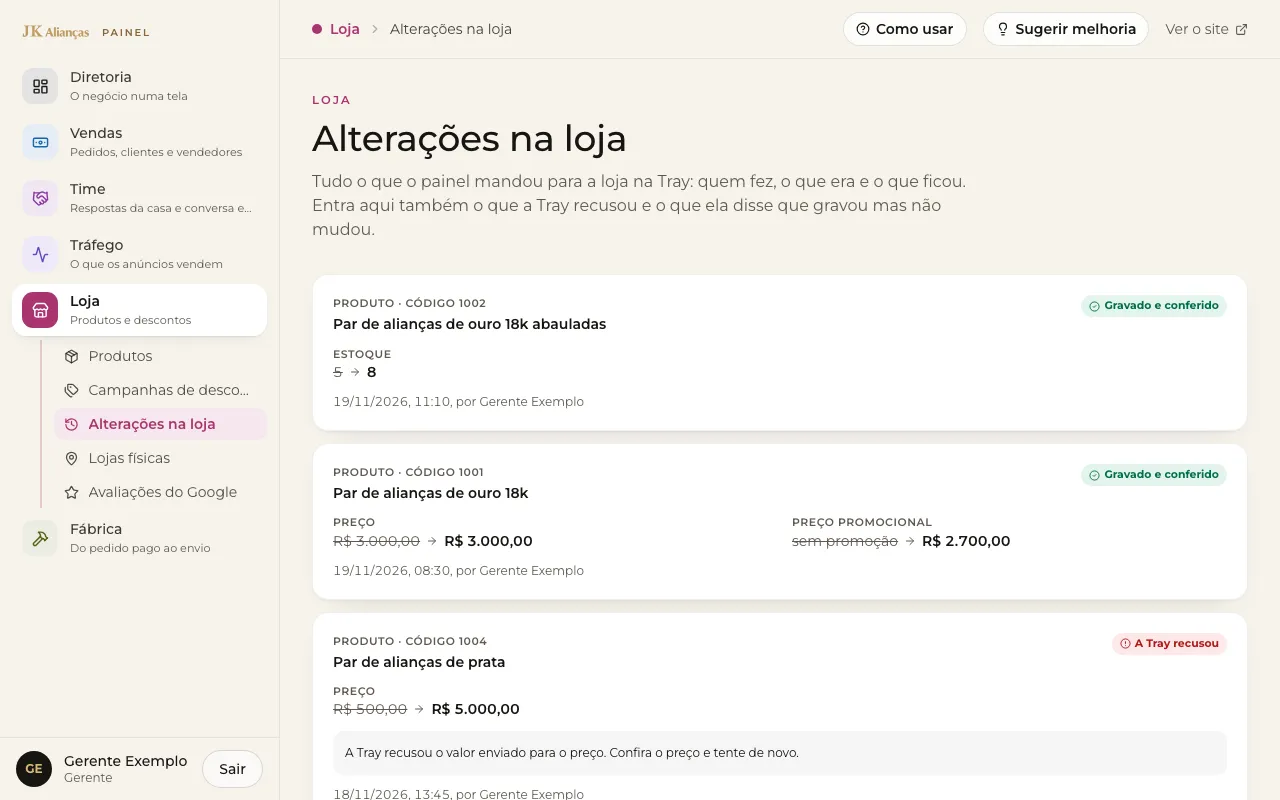 JK Alianças PAINEL
Diretoria
O negócio numa tela
Vendas
Pedidos, clientes e vendedores
Time
Respostas da casa e conversa e...
Tráfego
O que os anúncios vendem
Loja
Produtos e descontos
Produtos
Campanhas de desco...
Alterações na loja
Lojas físicas
Avaliações do Google
Fábrica
Do pedido pago ao envio
GE
Gerente Exemplo
Gerente
Sair
Loja > Alterações na loja
Como usar
Sugerir melhoria
Ver o site
LOJA
Alterações na loja
Tudo o que o painel mandou para a loja na Tray: quem fez, o que era e o que ficou.
Entra aqui também o que a Tray recusou e o que ela disse que gravou mas não
mudou.
PRODUTO · CÓDIGO 1002
Gravado e conferido
Par de alianças de ouro 18k abauladas
ESTOQUE
5 → 8
19/11/2026, 11:10, por Gerente Exemplo
PRODUTO · CÓDIGO 1001
Gravado e conferido
Par de alianças de ouro 18k
PREÇO
R$ 3.000,00 → R$ 3.000,00
PREÇO PROMOCIONAL
sem promoção → R$ 2.700,00
19/11/2026, 08:30, por Gerente Exemplo
PRODUTO · CÓDIGO 1004
A Tray recusou
Par de alianças de prata
PREÇO
R$ 500,00 → R$ 5.000,00
A Tray recusou o valor enviado para o preço. Confira o preço e tente de novo.
18/11/2026, 13:45, por Gerente Exemplo